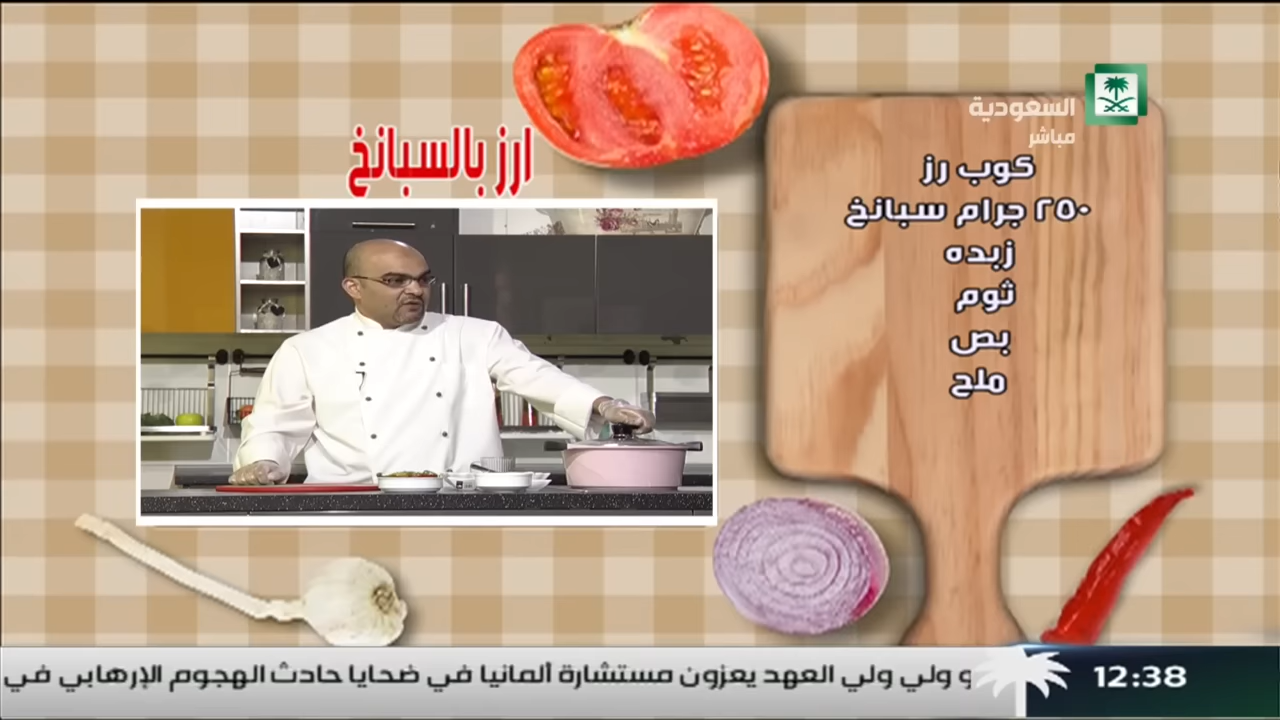 السعودية
مباشر
ارز بالسبانخ
كوب رز
٢٥٠ جرام سبانخ
زبده
ثوم
بص
ملح
و ولي ولي العهد يعزون مستشارة ألمانيا في ضحايا حادث الهجوم الإرهابي في
12:38